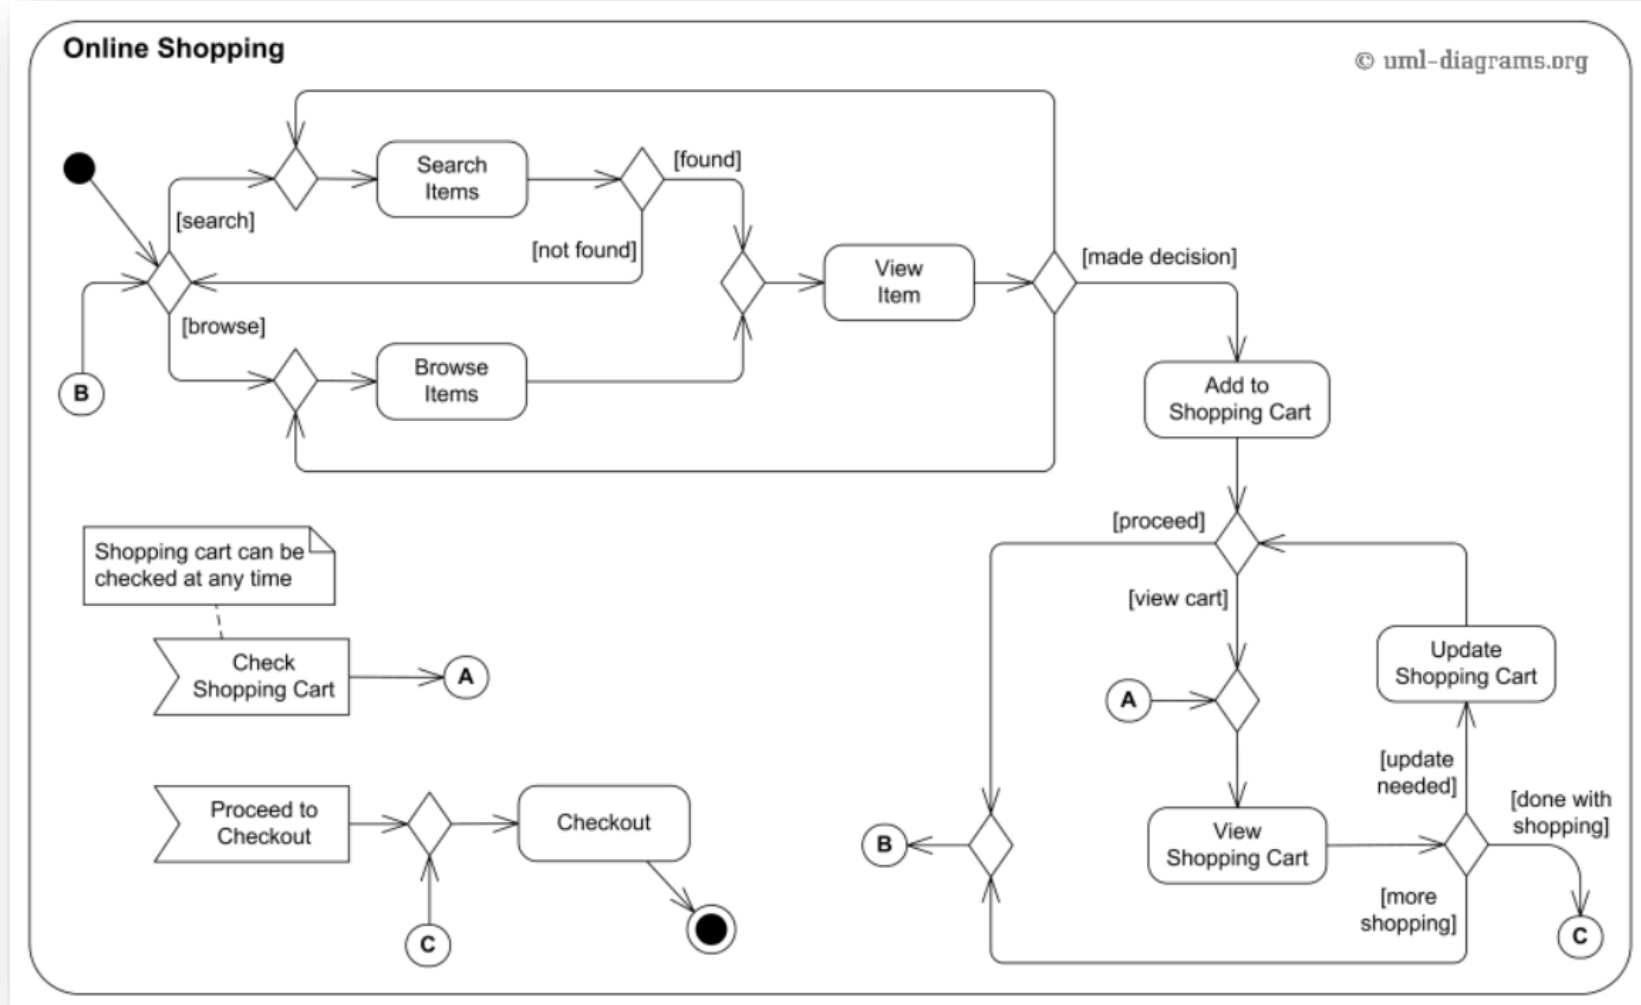 Online Shopping
© uml-diagrams.org
Search
Items
[found]
[search]
[not found]
[made decision]
View
Item
[browse]
Browse
Items
B
Add to
Shopping Cart
[proceed]
Shopping cart can be
checked at any time
[view cart]
Check
Shopping Cart
A
A
Update
Shopping Cart
[update
needed]
[done with
shopping]
Proceed to
Checkout
Checkout
B
View
Shopping Cart
[more
shopping]
C
C